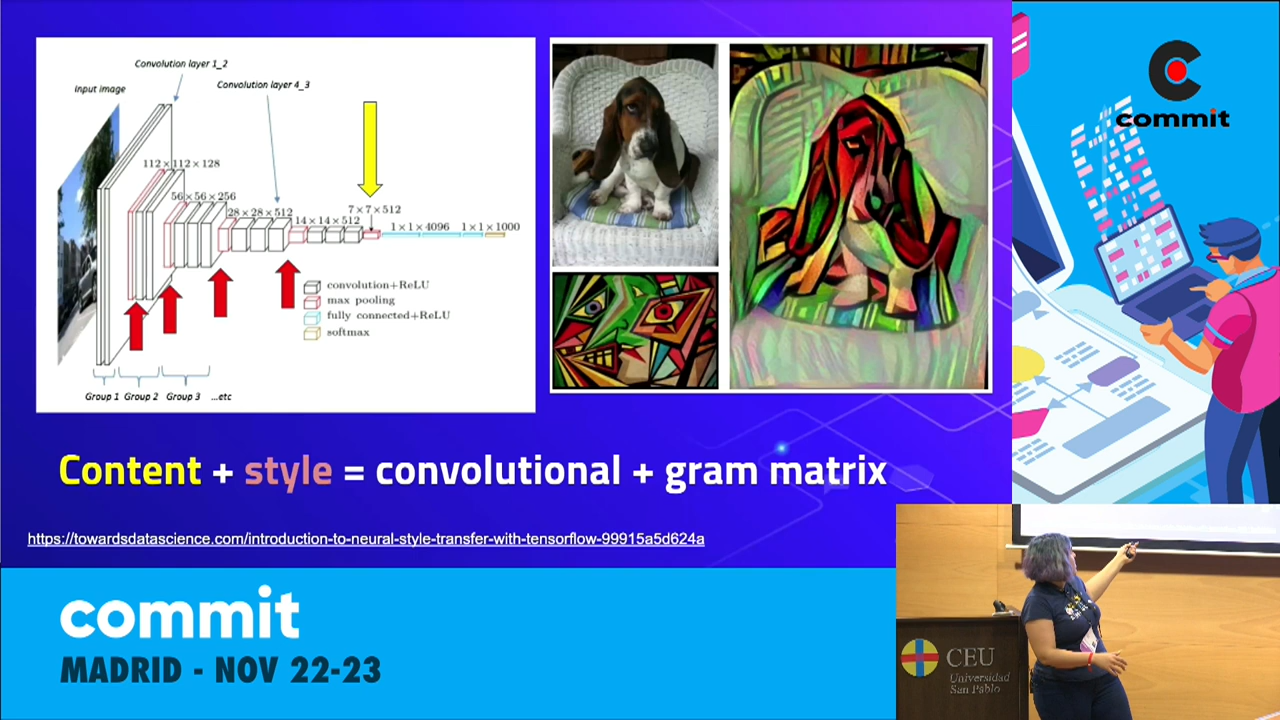 Convolution layer 1_2
Convolution layer 4_3
Input image
112×112×128
56×56×256
28×28×512
14×14×512
7×7×512
1×1×4096
1×1×1000
convolution+ReLU
max pooling
fully connected+ReLU
softmax
Group 1 Group 2 Group 3 ...etc
Content + style = convolutional + gram matrix
https://towardsdatascience.com/introduction-to-neural-style-transfer-with-tensorflow-99915a5d624a
commit
commit
MADRID - NOV 22-23
CEU
Universidad
San Pablo